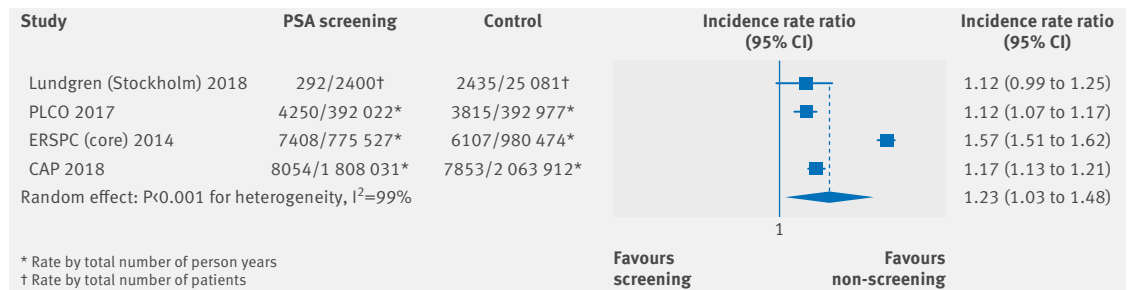 Study PSA screening Control Incidence rate ratio (95% CI) Incidence rate ratio (95% CI)
Lundgren (Stockholm) 2018 292/2400† 2435/25 081† 1.12 (0.99 to 1.25)
PLCO 2017 4250/392 022* 3815/392 977* 1.12 (1.07 to 1.17)
ERSPC (core) 2014 7408/775 527* 6107/980 474* 1.57 (1.51 to 1.62)
CAP 2018 8054/1 808 031* 7853/2 063 912* 1.17 (1.13 to 1.21)
Random effect: P<0.001 for heterogeneity, I²=99% 1.23 (1.03 to 1.48)
1
Favours screening Favours non-screening
* Rate by total number of person years
† Rate by total number of patients